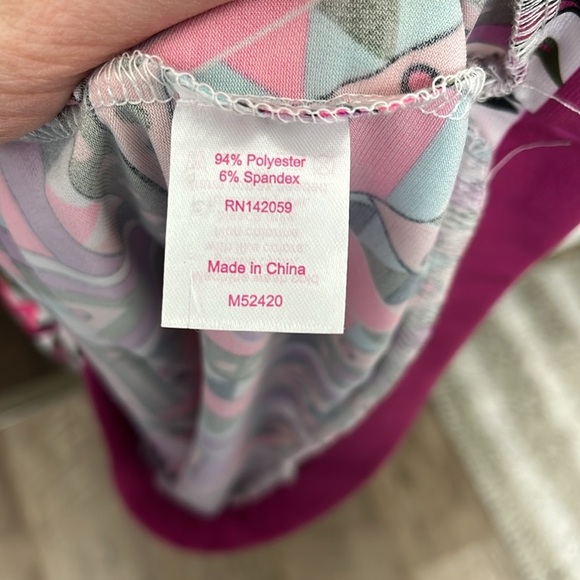 94% Polyester
6% Spandex
RN142059
Made in China
M52420